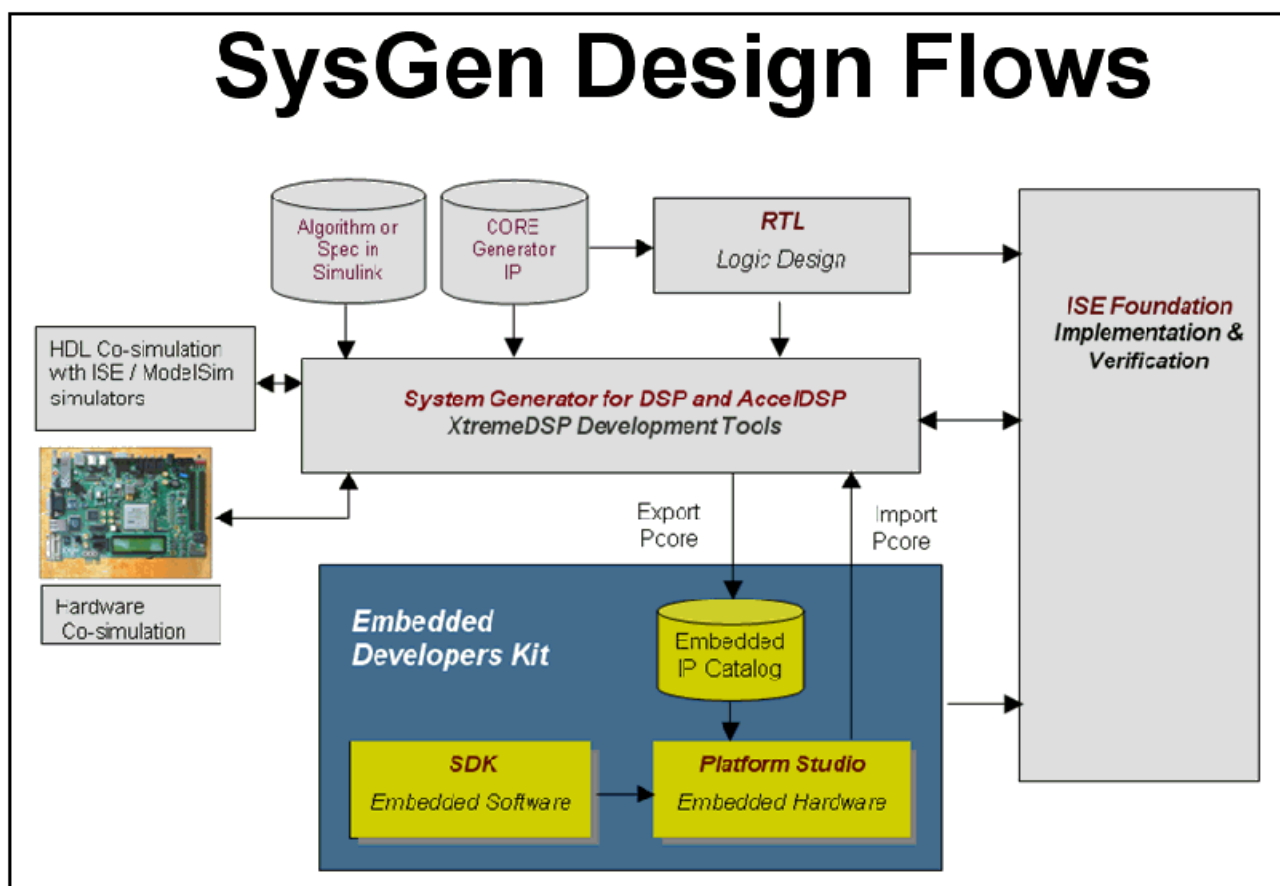 SysGen Design Flows
Algorithm or
Spec in
Simulink
CORE
Generator
IP
RTL
Logic Design
ISE Foundation
Implementation &
Verification
HDL Co-simulation
wth ISE / ModelSim
simulators
System Generator for DSP and AccelDSP
XtremeDSP Development Tools
Export
Pcore
Import
Pcore
Hardware
Co-simulation
Embedded
Developers Kit
Embedded
IP Catalog
SDK
Embedded Software
Platform Studio
Embedded Hardware